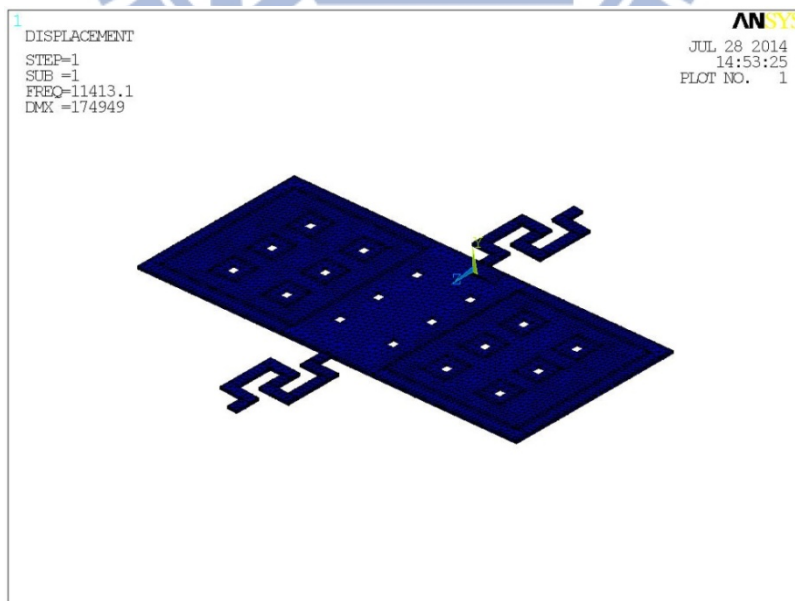 1
DISPLACEMENT
STEP=1
SUB =1
FREQ=11413.1
DMX =174949
ANSYS
JUL 28 2014
14:53:25
PLOT NO. 1
Y
Z